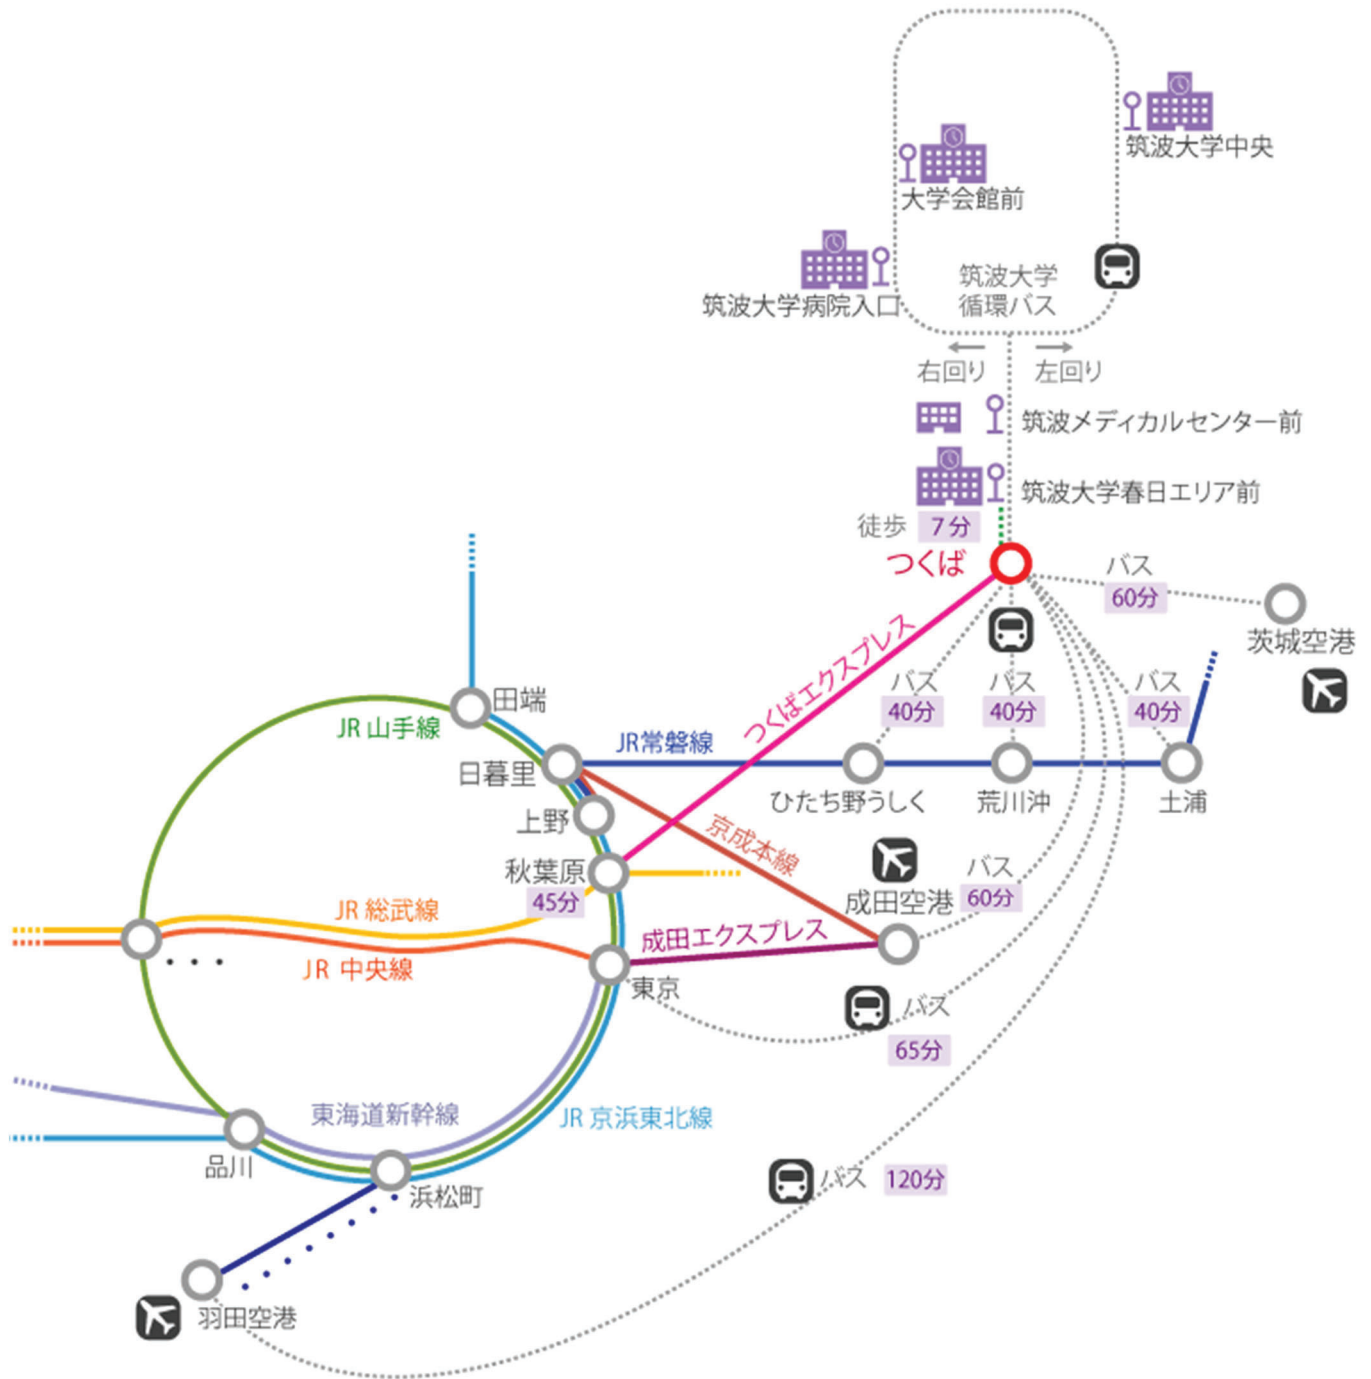 筑波大学中央
大学会館前
筑波大学病院入口
筑波大学
循環バス
右回り
左回り
筑波メディカルセンター前
筑波大学春日エリア前
徒歩
7分
つくば
バス
60分
茨城空港
つくばエクスプレス
田端
JR 山手線
日暮里
JR常磐線
バス
40分
バス
40分
バス
40分
ひたち野うしく
荒川沖
土浦
上野
京成本線
秋葉原
45分
成田空港
バス
60分
JR 総武線
成田エクスプレス
JR 中央線
東京
バス
65分
東海道新幹線
JR 京浜東北線
品川
浜松町
バス
120分
羽田空港